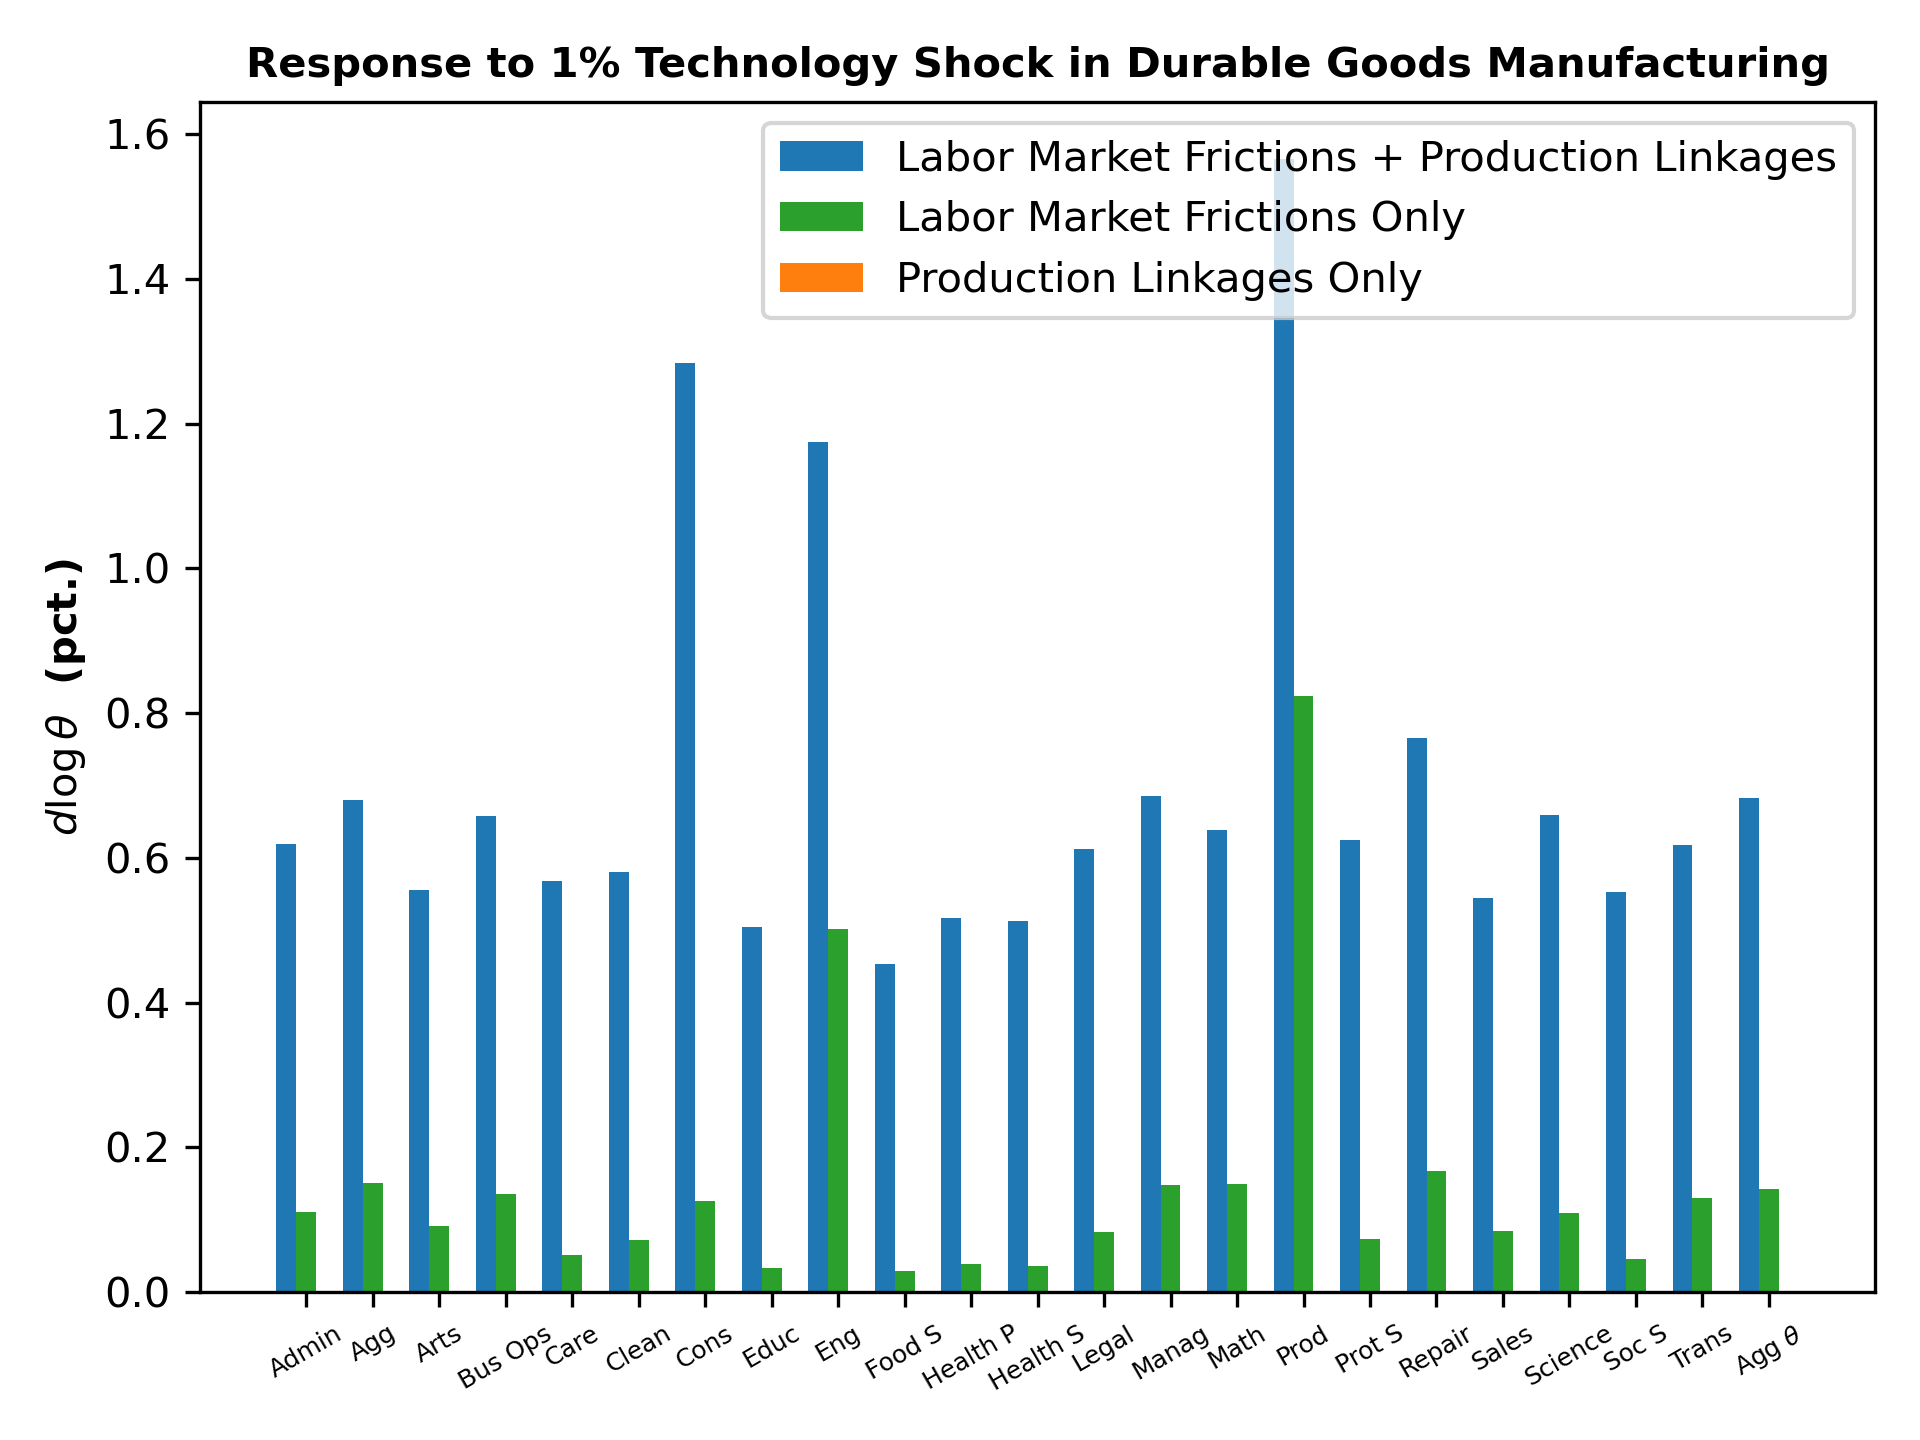 Response to 1% Technology Shock in Durable Goods Manufacturing
Labor Market Frictions + Production Linkages
Labor Market Frictions Only
Production Linkages Only
dlog θ (pct.)
1.6
1.4
1.2
1.0
0.8
0.6
0.4
0.2
0.0
Admin
Agg
Arts
Bus Ops
Care
Clean
Cons
Educ
Eng
Food S
Health P
Health S
Legal
Manag
Math
Prod
Prot S
Repair
Sales
Science
Soc S
Trans
Agg θ